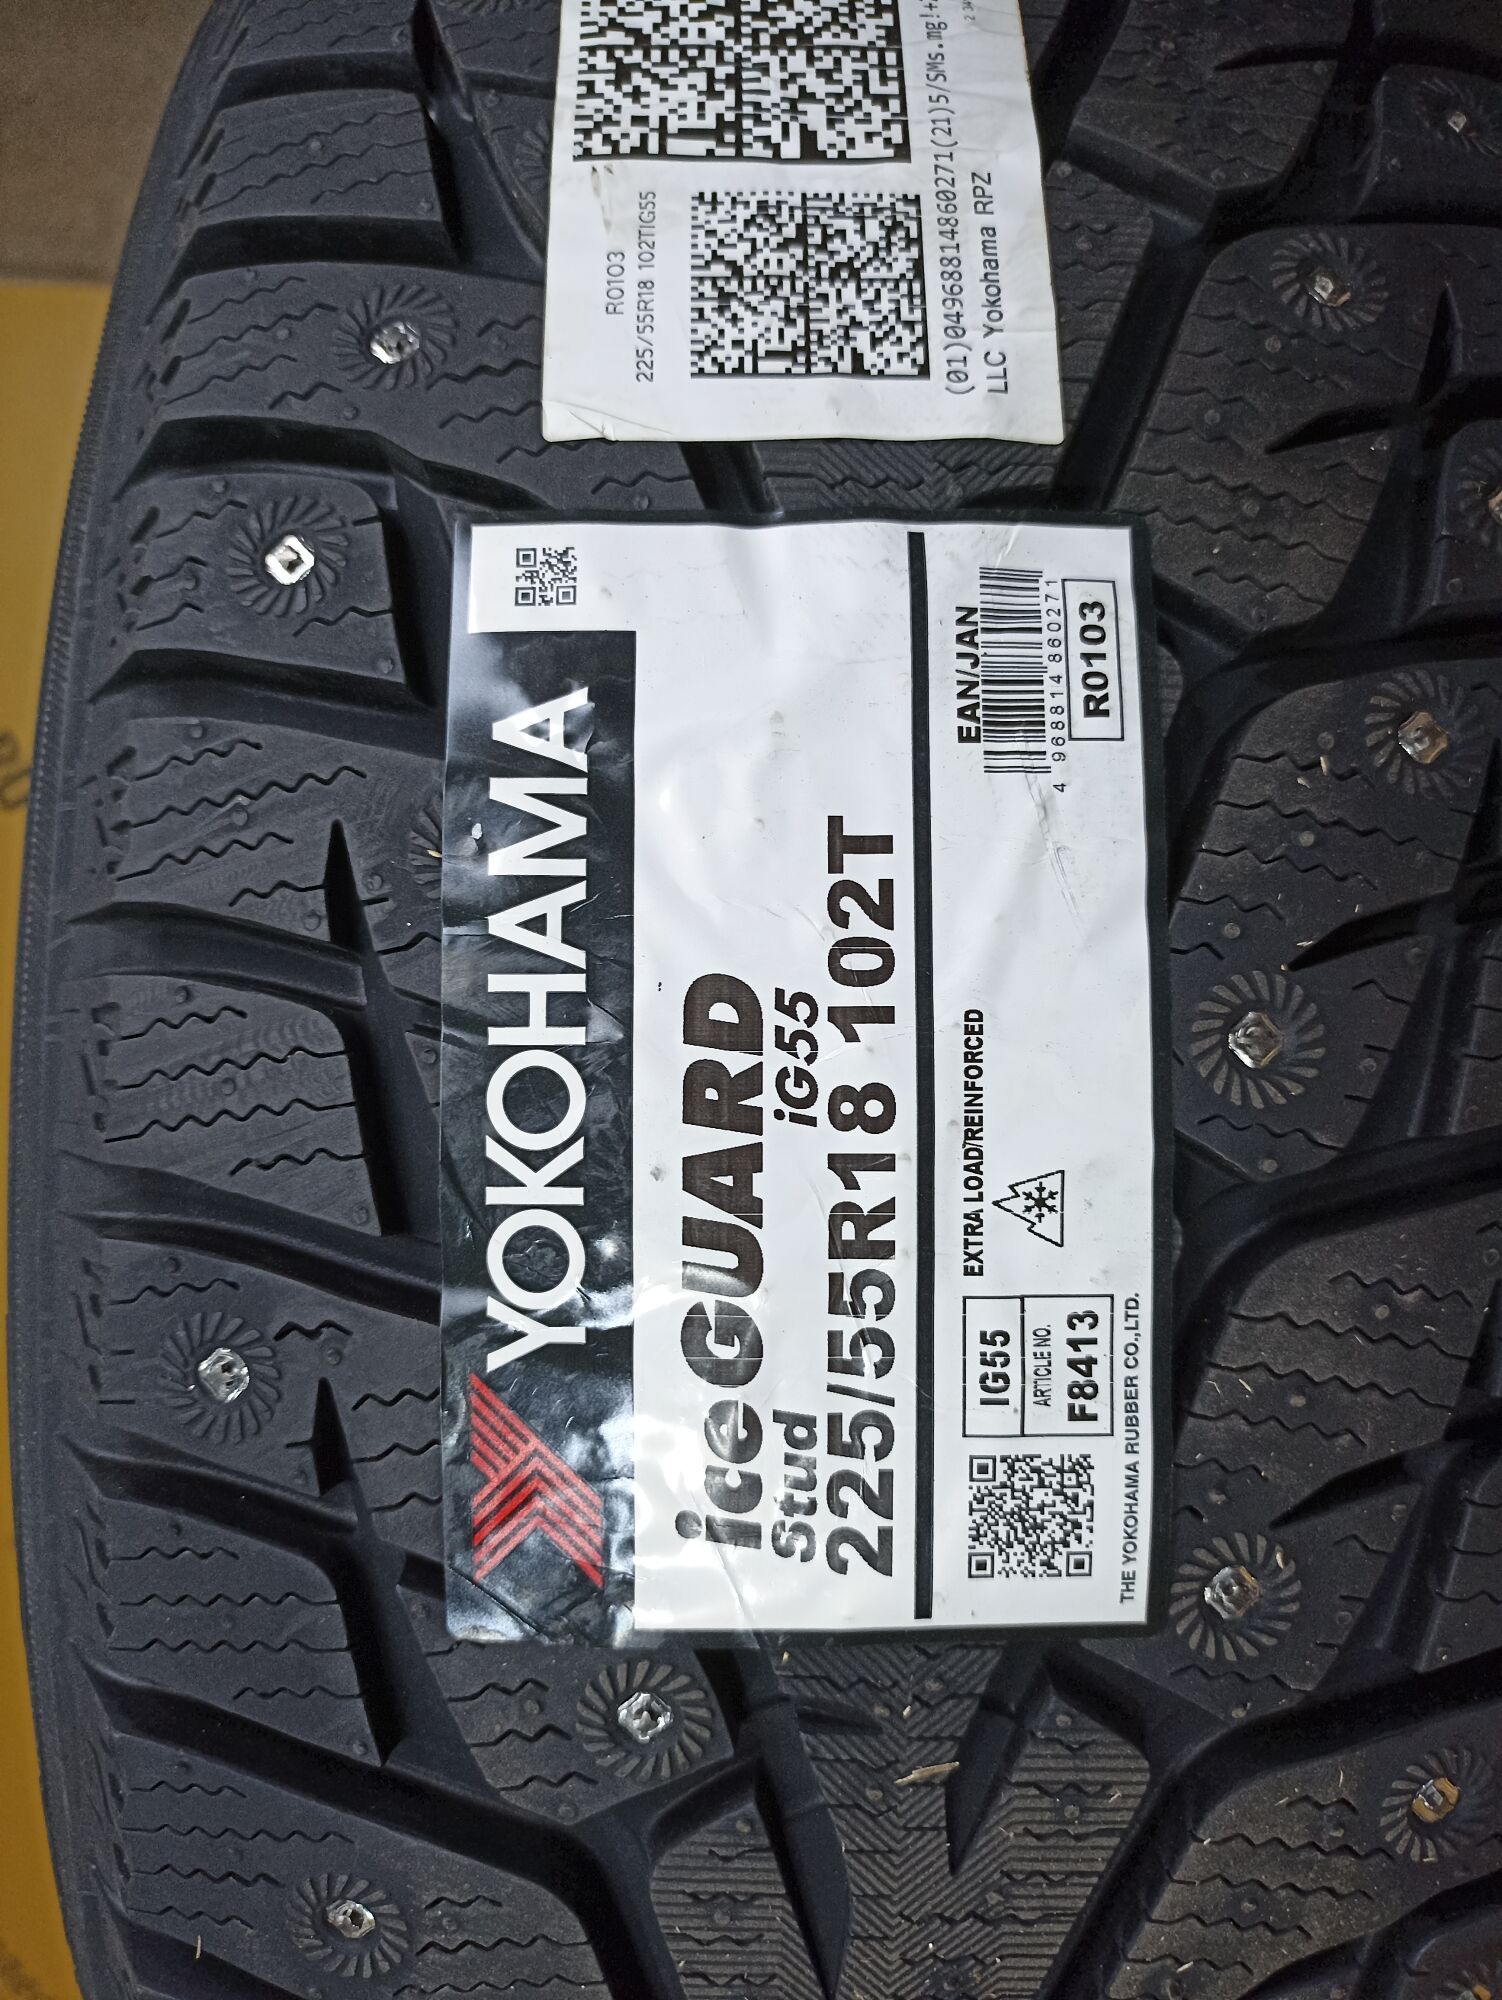 R0103
225/55R18 102TIG55
(01)04968814860271(21)5/SMs.mg!+
LLC Yokohama RPZ
YOKOHAMA
iceGUARD
Stud iG55
225/55R18 102T
EXTRA LOAD/REINFORCED
EAN/JAN
4 968814 860271
R0103
IG55
ARTICLE NO.
F8413
THE YOKOHAMA RUBBER CO.,LTD.